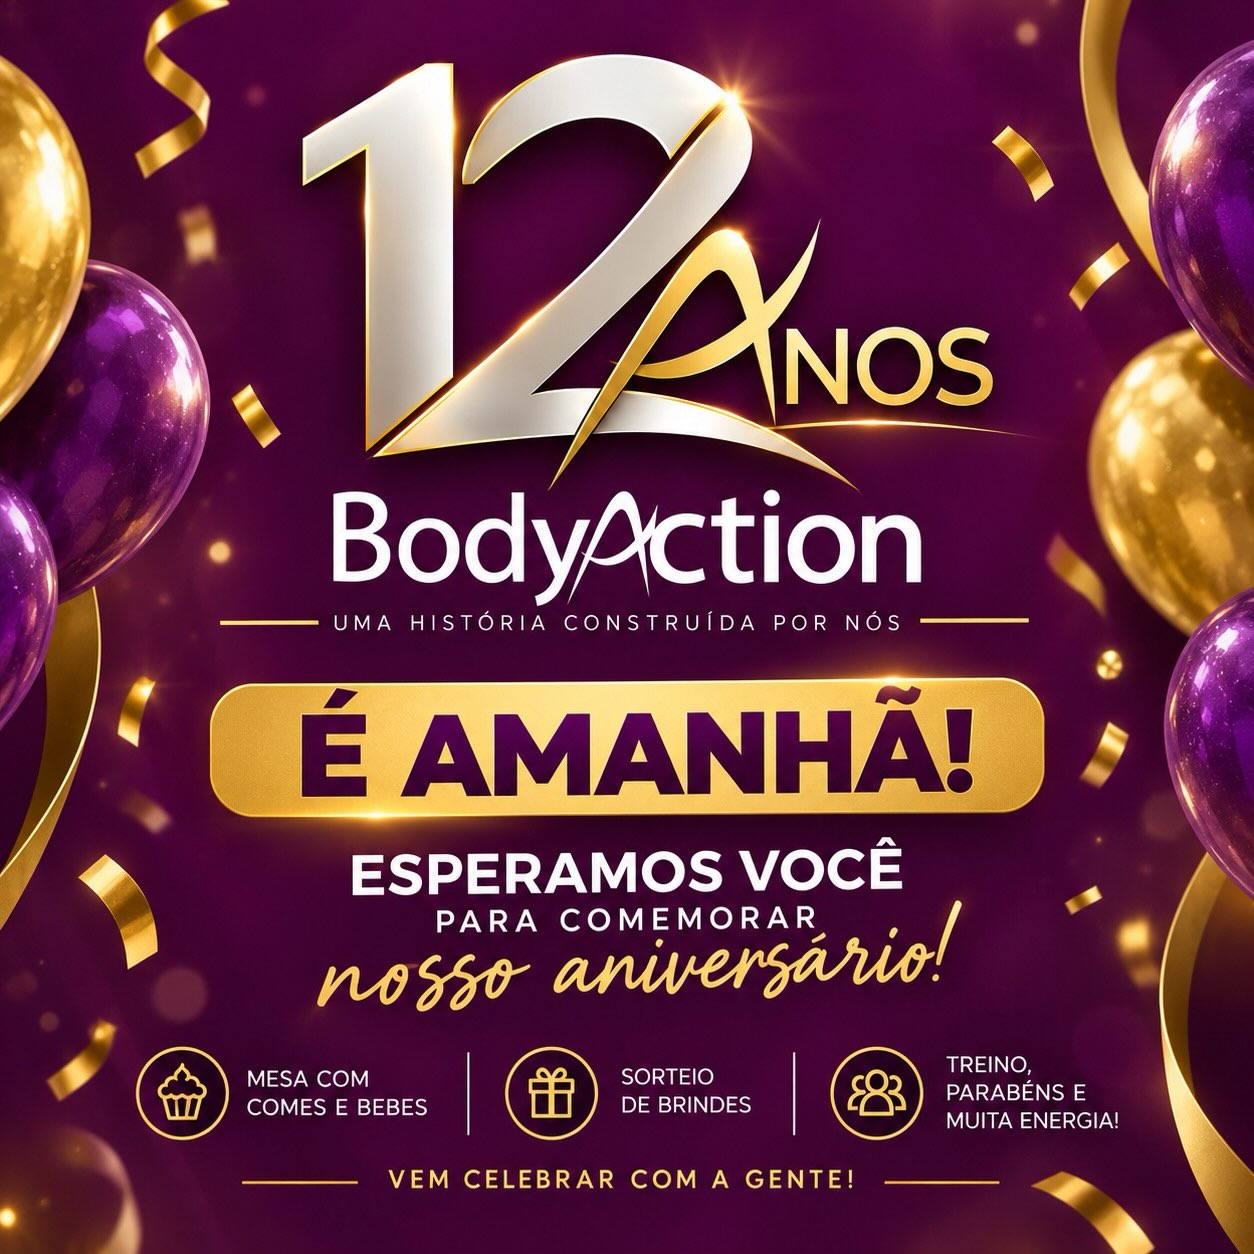 12 ANOS
BodyAction
UMA HISTÓRIA CONSTRUÍDA POR NÓS
É AMANHÃ!
ESPERAMOS VOCÊ
PARA COMEMORAR
nosso aniversário!
MESA COM
COMES E BEBES
SORTEIO
DE BRINDES
TREINO,
PARABÉNS E
MUITA ENERGIA!
VEM CELEBRAR COM A GENTE!